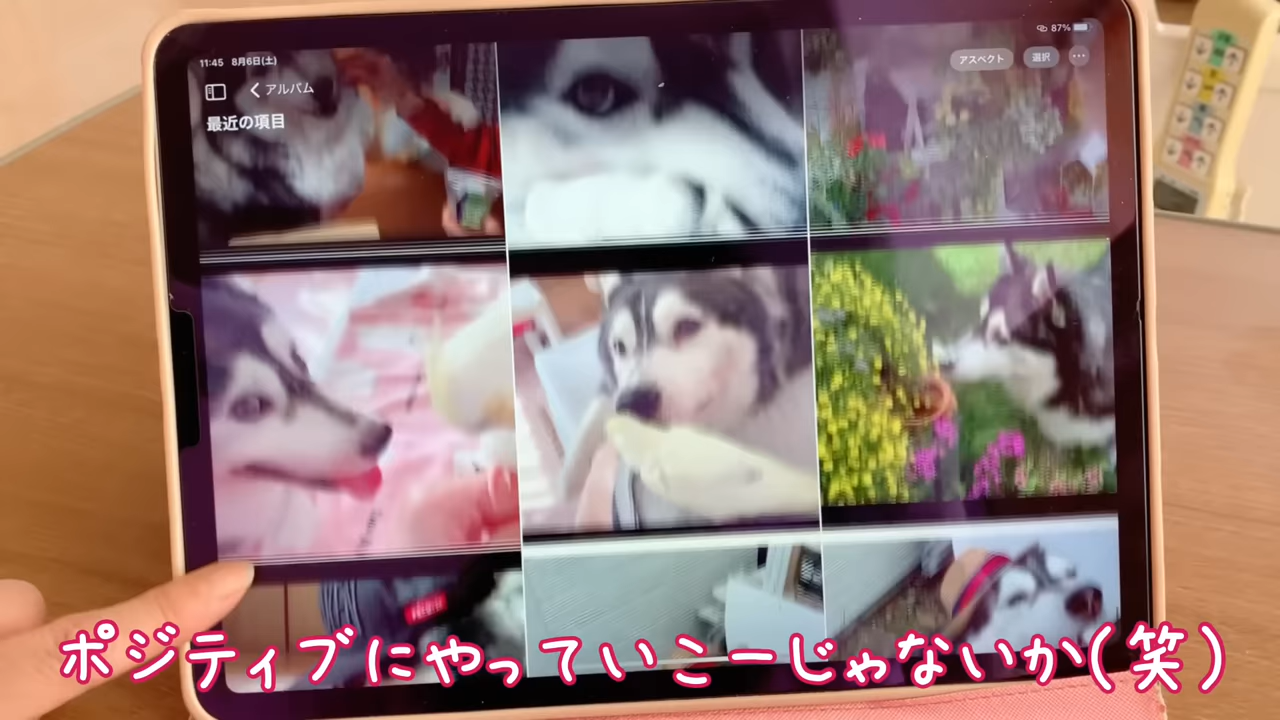 11:45 8月6日(土)
87%
アルバム
アスペクト
選択
最近の項目
ポジティブにやっていこーじゃないか(笑)